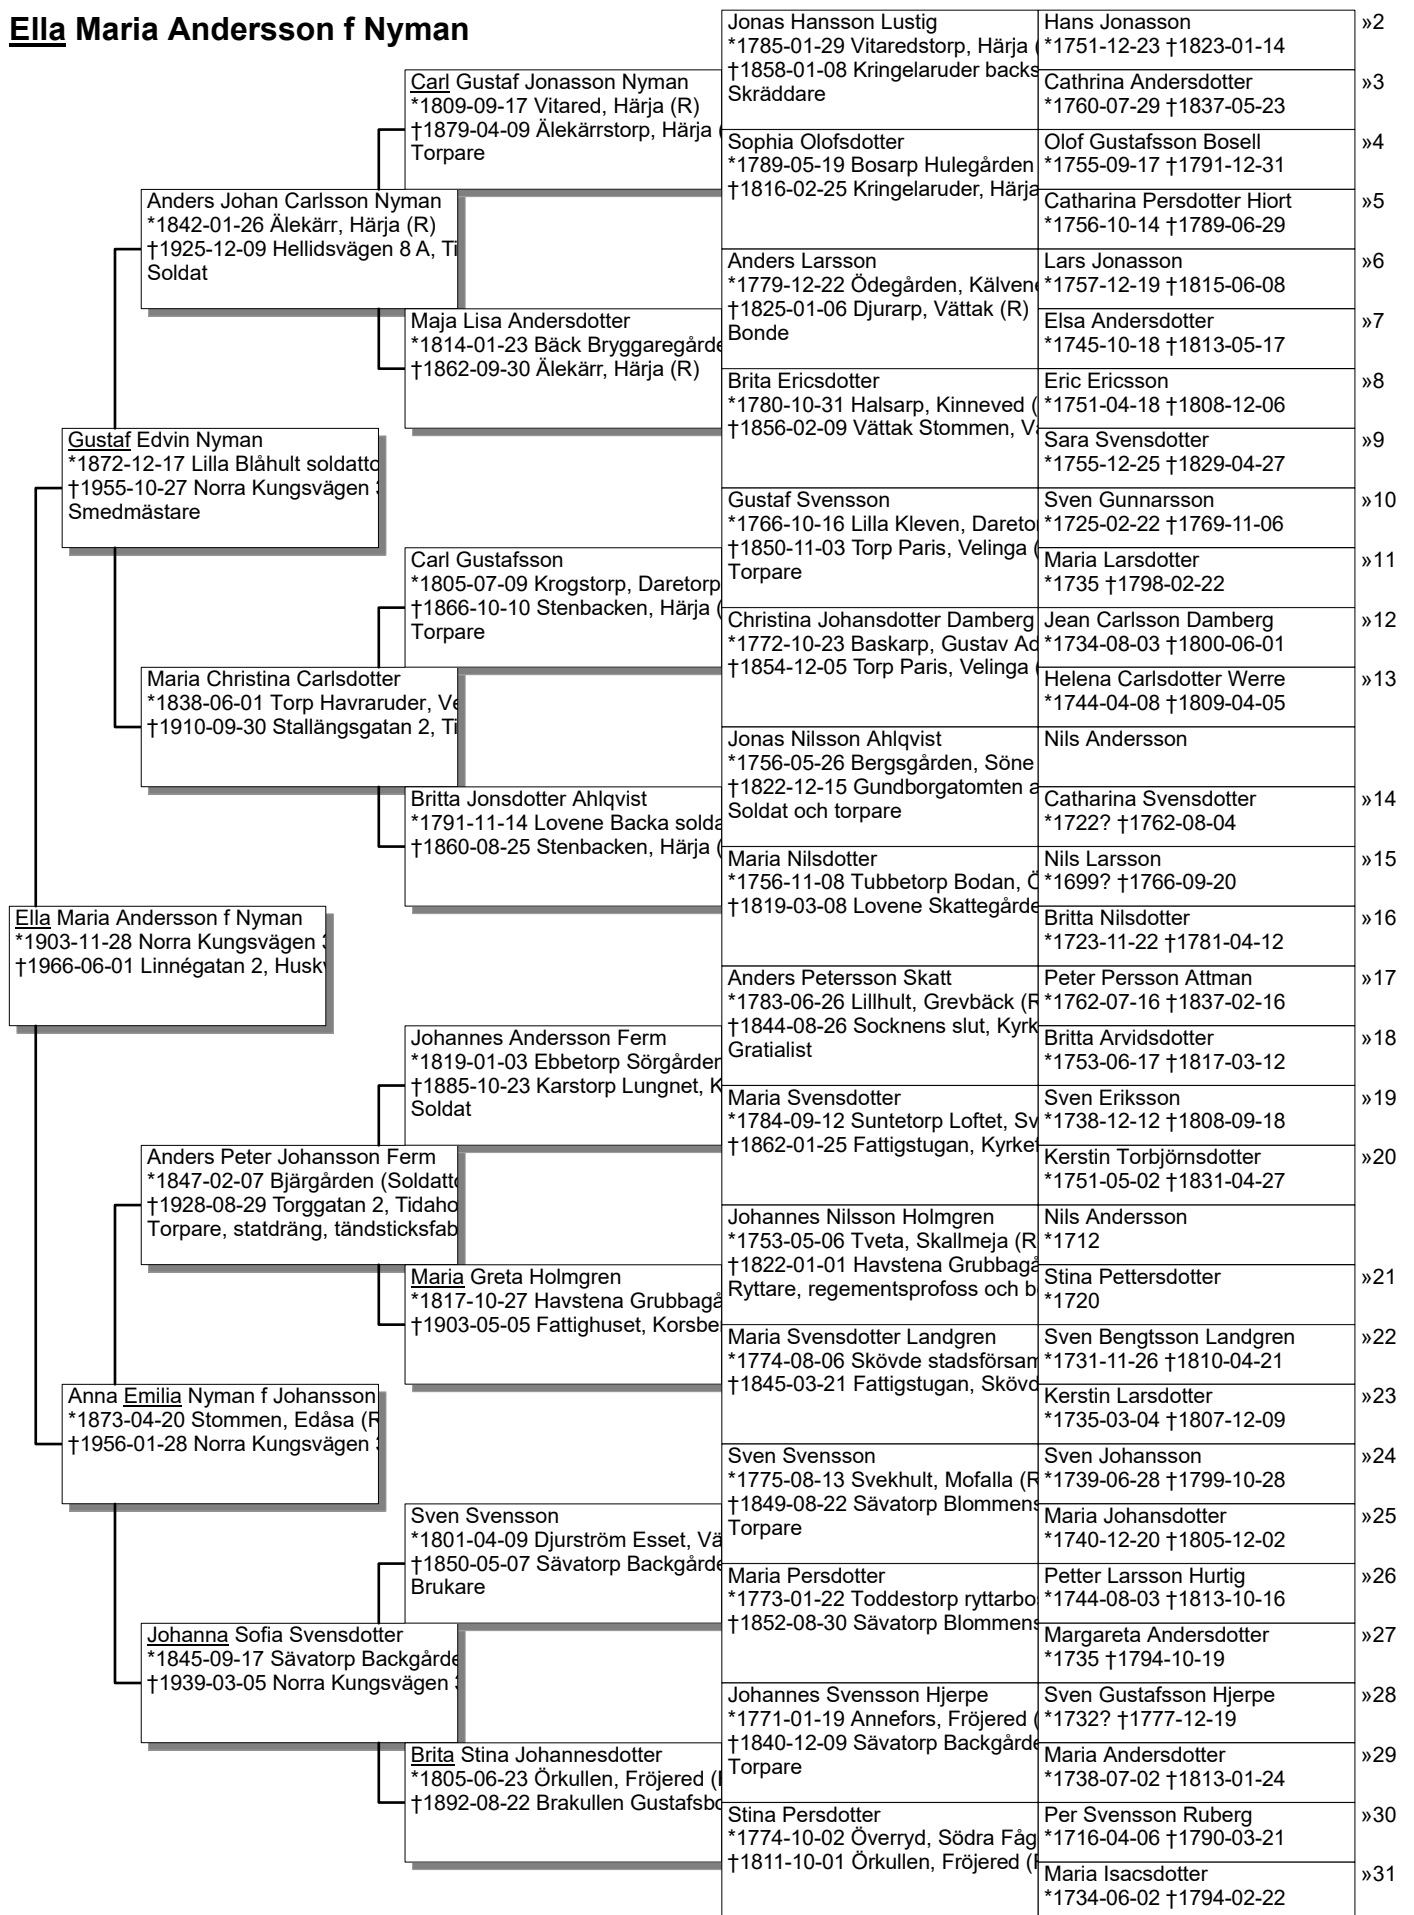 Ella Maria Andersson f Nyman
Ella Maria Andersson f Nyman
*1903-11-28 Norra Kungsvägen
†1966-06-01 Linnégatan 2, Husk
Gustaf Edvin Nyman
*1872-12-17 Lilla Blåhult soldatto
†1955-10-27 Norra Kungsvägen
Smedmästare
Anna Emilia Nyman f Johansson
*1873-04-20 Stommen, Edåsa (R
†1956-01-28 Norra Kungsvägen
Anders Johan Carlsson Nyman
*1842-01-26 Älekärr, Härja (R)
†1925-12-09 Hellidsvägen 8 A, Ti
Soldat
Maria Christina Carlsdotter
*1838-06-01 Torp Havraruder, Ve
†1910-09-30 Stallängsgatan 2, Ti
Anders Peter Johansson Ferm
*1847-02-07 Bjärgården (Soldatto
†1928-08-29 Torggatan 2, Tidaho
Torpare, statdräng, tändsticksfab
Johanna Sofia Svensdotter
*1845-09-17 Sävatorp Backgårde
†1939-03-05 Norra Kungsvägen
Carl Gustaf Jonasson Nyman
*1809-09-17 Vitared, Härja (R)
†1879-04-09 Älekärrstorp, Härja (
Torpare
Maja Lisa Andersdotter
*1814-01-23 Bäck Bryggaregårde
†1862-09-30 Älekärr, Härja (R)
Carl Gustafsson
*1805-07-09 Krogstorp, Daretorp
†1866-10-10 Stenbacken, Härja (
Torpare
Britta Jonsdotter Ahlqvist
*1791-11-14 Lovene Backa solda
†1860-08-25 Stenbacken, Härja (
Johannes Andersson Ferm
*1819-01-03 Ebbetorp Sörgården
†1885-10-23 Karstorp Lungnet, K
Soldat
Maria Greta Holmgren
*1817-10-27 Havstena Grubbagå
†1903-05-05 Fattighuset, Korsbe
Sven Svensson
*1801-04-09 Djurström Esset, Vä
†1850-05-07 Sävatorp Backgårde
Brukare
Brita Stina Johannesdotter
*1805-06-23 Örkullen, Fröjered (
†1892-08-22 Brakullen Gustafsbo
Jonas Hansson Lustig
*1785-01-29 Vitaredstorp, Härja (
†1858-01-08 Kringelaruder backs
Skräddare
Sophia Olofsdotter
*1789-05-19 Bosarp Hulegården
†1816-02-25 Kringelaruder, Härja
Anders Larsson
*1779-12-22 Ödegården, Kälvene
†1825-01-06 Djurarp, Vättak (R)
Bonde
Brita Ericsdotter
*1780-10-31 Halsarp, Kinneved (
†1856-02-09 Vättak Stommen, Vä
Gustaf Svensson
*1766-10-16 Lilla Kleven, Daretor
†1850-11-03 Torp Paris, Velinga (
Torpare
Christina Johansdotter Damberg
*1772-10-23 Baskarp, Gustav Ad
†1854-12-05 Torp Paris, Velinga (
Jonas Nilsson Ahlqvist
*1756-05-26 Bergsgården, Söne
†1822-12-15 Gundborgatomten a
Soldat och torpare
Maria Nilsdotter
*1756-11-08 Tubbetorp Bodan, Ö
†1819-03-08 Lovene Skattegårde
Anders Petersson Skatt
*1783-06-26 Lillhult, Grevbäck (R
†1844-08-26 Socknens slut, Kyrk
Gratialist
Maria Svensdotter
*1784-09-12 Suntetorp Loftet, Sv
†1862-01-25 Fattigstugan, Kyrkef
Johannes Nilsson Holmgren
*1753-05-06 Tveta, Skallmeja (R
†1822-01-01 Havstena Grubbagå
Ryttare, regementsprofoss och b
Maria Svensdotter Landgren
*1774-08-06 Skövde stadsförsam
†1845-03-21 Fattigstugan, Skövd
Sven Svensson
*1775-08-13 Svekhult, Mofalla (R
†1849-08-22 Sävatorp Blommens
Torpare
Maria Persdotter
*1773-01-22 Toddestorp ryttarbos
†1852-08-30 Sävatorp Blommens
Johannes Svensson Hjerpe
*1771-01-19 Annefors, Fröjered (
†1840-12-09 Sävatorp Backgårde
Torpare
Stina Persdotter
*1774-10-02 Överryd, Södra Fåg
†1811-10-01 Örkullen, Fröjered (
Hans Jonasson »2
*1751-12-23 †1823-01-14
Cathrina Andersdotter »3
*1760-07-29 †1837-05-23
Olof Gustafsson Bosell »4
*1755-09-17 †1791-12-31
Catharina Persdotter Hiort »5
*1756-10-14 †1789-06-29
Lars Jonasson »6
*1757-12-19 †1815-06-08
Elsa Andersdotter »7
*1745-10-18 †1813-05-17
Eric Ericsson »8
*1751-04-18 †1808-12-06
Sara Svensdotter »9
*1755-12-25 †1829-04-27
Sven Gunnarsson »10
*1725-02-22 †1769-11-06
Maria Larsdotter »11
*1735 †1798-02-22
Jean Carlsson Damberg »12
*1734-08-03 †1800-06-01
Helena Carlsdotter Werre »13
*1744-04-08 †1809-04-05
Nils Andersson
Catharina Svensdotter »14
*1722? †1762-08-04
Nils Larsson »15
*1699? †1766-09-20
Britta Nilsdotter »16
*1723-11-22 †1781-04-12
Peter Persson Attman »17
*1762-07-16 †1837-02-16
Britta Arvidsdotter »18
*1753-06-17 †1817-03-12
Sven Eriksson »19
*1738-12-12 †1808-09-18
Kerstin Torbjörnsdotter »20
*1751-05-02 †1831-04-27
Nils Andersson
*1712
Stina Pettersdotter »21
*1720
Sven Bengtsson Landgren »22
*1731-11-26 †1810-04-21
Kerstin Larsdotter »23
*1735-03-04 †1807-12-09
Sven Johansson »24
*1739-06-28 †1799-10-28
Maria Johansdotter »25
*1740-12-20 †1805-12-02
Petter Larsson Hurtig »26
*1744-08-03 †1813-10-16
Margareta Andersdotter »27
*1735 †1794-10-19
Sven Gustafsson Hjerpe »28
*1732? †1777-12-19
Maria Andersdotter »29
*1738-07-02 †1813-01-24
Per Svensson Ruberg »30
*1716-04-06 †1790-03-21
Maria Isacsdotter »31
*1734-06-02 †1794-02-22